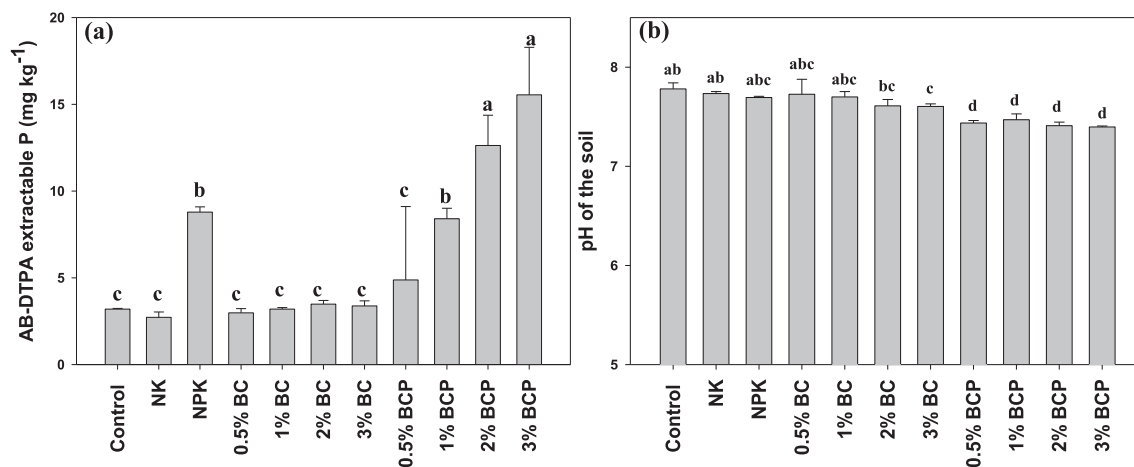 (a)
AB-DTPA extractable P (mg kg⁻¹)
20
15
10
5
0
c
c
b
c
c
c
c
c
b
a
a
Control
NK
NPK
0.5% BC
1% BC
2% BC
3% BC
0.5% BCP
1% BCP
2% BCP
3% BCP
(b)
pH of the soil
8
7
6
5
ab
ab
abc
abc
abc
bc
c
d
d
d
d
Control
NK
NPK
0.5% BC
1% BC
2% BC
3% BC
0.5% BCP
1% BCP
2% BCP
3% BCP